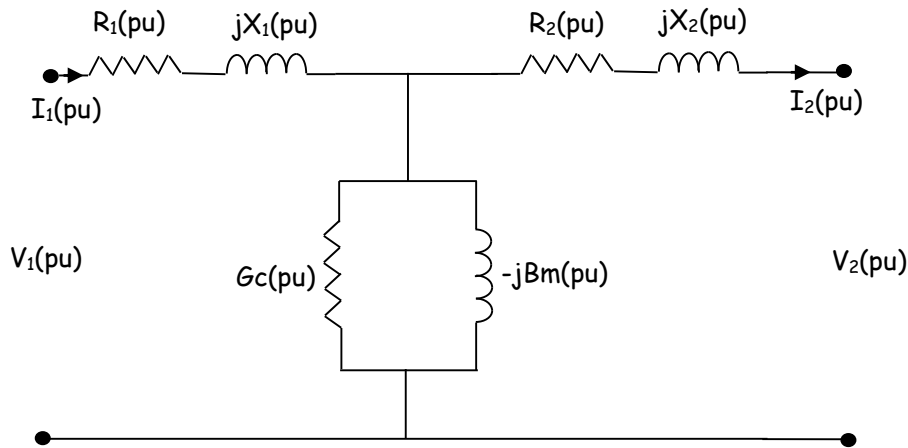 R₁(pu) jX₁(pu) R₂(pu) jX₂(pu)
I₁(pu) I₂(pu)
V₁(pu) Gc(pu) -jBm(pu) V₂(pu)